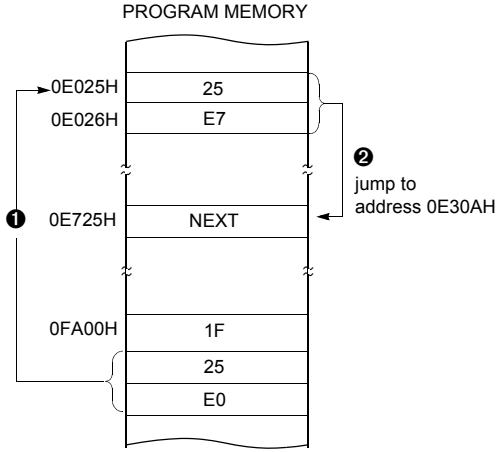 PROGRAM MEMORY
0E025H 25
0E026H E7
❷
jump to
address 0E30AH
❶ 0E725H NEXT
0FA00H 1F
25
E0